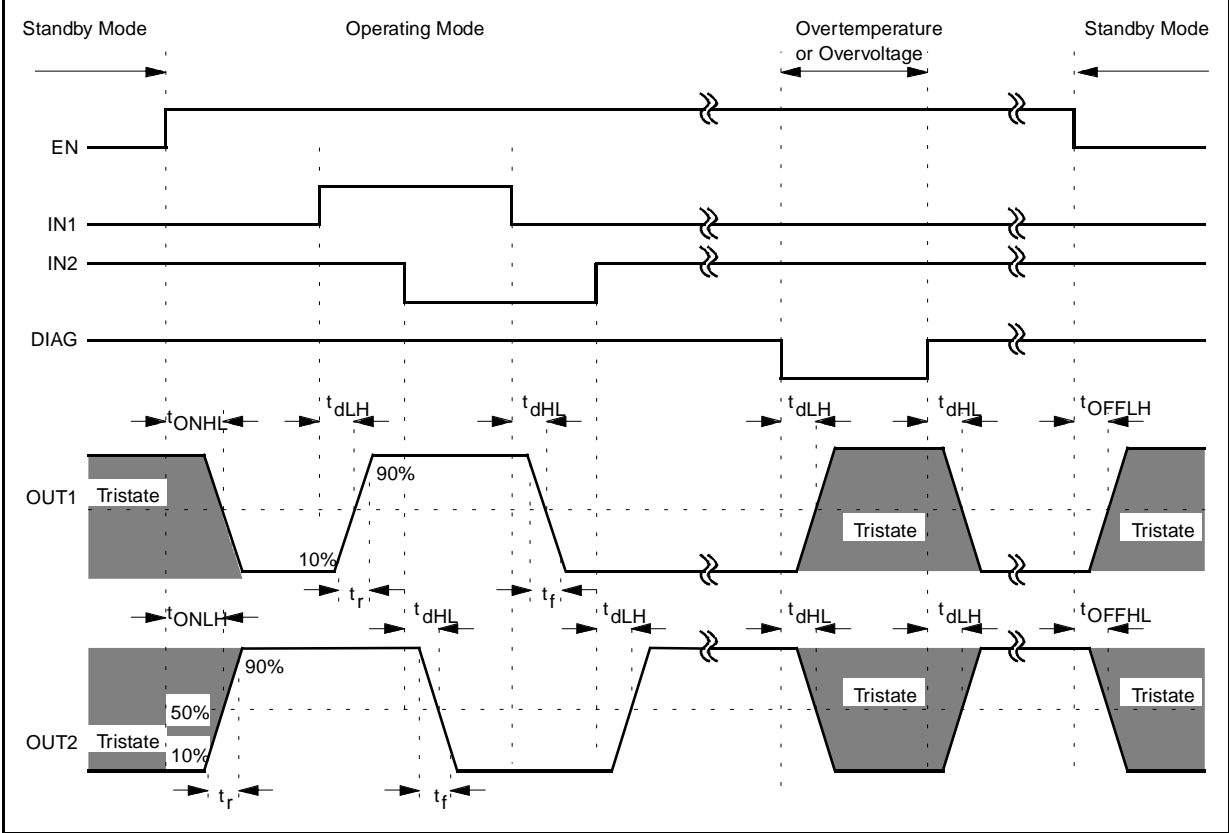 Standby Mode
Operating Mode
Overtemperature
or Overvoltage
Standby Mode
EN
IN1
IN2
DIAG
tONHL
tdLH
tdHL
tdLH
tdHL
tOFFLH
OUT1
Tristate
90%
10%
Tristate
Tristate
tr
tf
tONLH
tdHL
tdLH
tdHL
tdLH
tOFFHL
90%
50%
10%
OUT2
Tristate
Tristate
Tristate
tr
tf